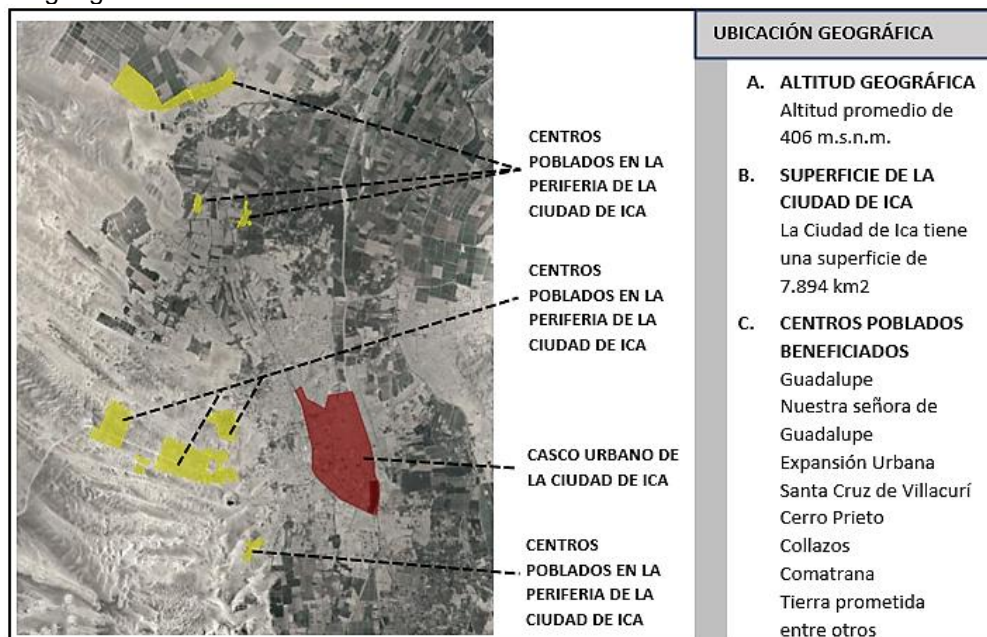 CENTROS
POBLADOS EN LA
PERIFERIA DE LA
CIUDAD DE ICA
CENTROS
POBLADOS EN LA
PERIFERIA DE LA
CIUDAD DE ICA
CASCO URBANO DE
LA CIUDAD DE ICA
CENTROS
POBLADOS EN LA
PERIFERIA DE LA
CIUDAD DE ICA
UBICACIÓN GEOGRÁFICA
A. ALTITUD GEOGRÁFICA
Altitud promedio de
406 m.s.n.m.
B. SUPERFICIE DE LA
CIUDAD DE ICA
La Ciudad de Ica tiene
una superficie de
7.894 km2
C. CENTROS POBLADOS
BENEFICIADOS
Guadalupe
Nuestra señora de
Guadalupe
Expansión Urbana
Santa Cruz de Villacurí
Cerro Prieto
Collazos
Comatrana
Tierra prometida
entre otros